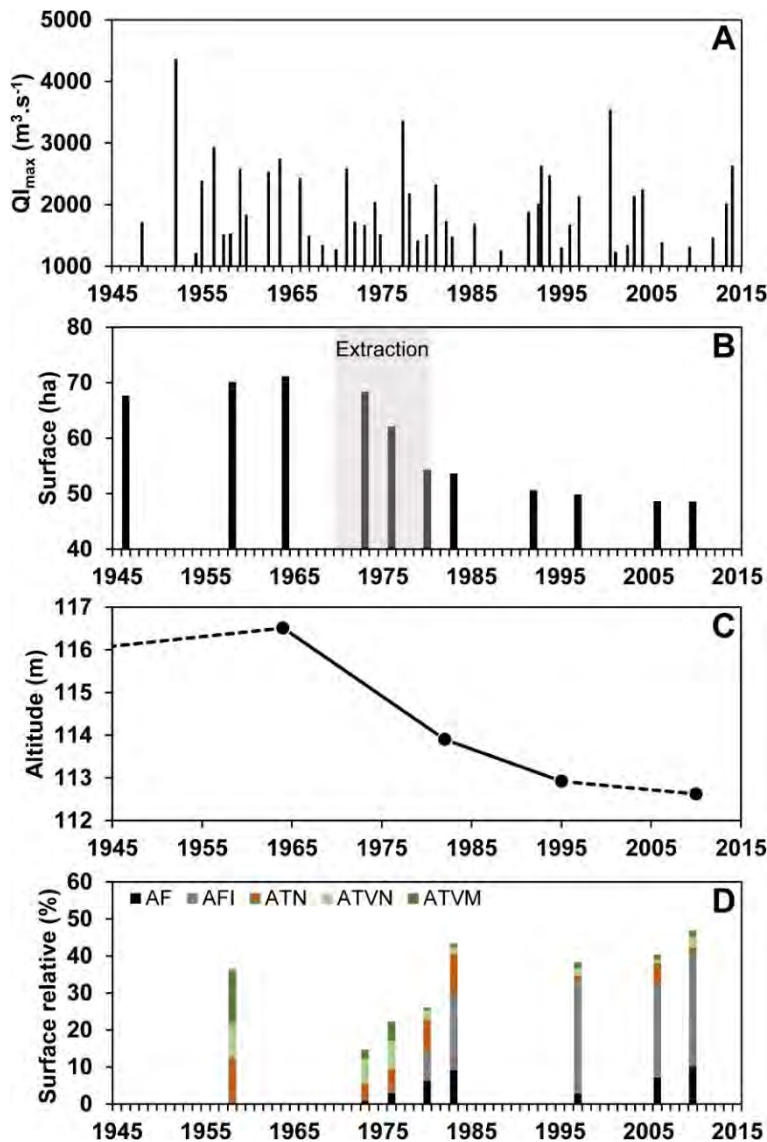 A
QImax (m³.s⁻¹)
5000
4000
3000
2000
1000
1945 1955 1965 1975 1985 1995 2005 2015
B
Extraction
Surface (ha)
80
70
60
50
40
1945 1955 1965 1975 1985 1995 2005 2015
C
Altitude (m)
117
116
115
114
113
112
1945 1955 1965 1975 1985 1995 2005 2015
D
AF AFI ATN ATVN ATVM
Surface relative (%)
60
50
40
30
20
10
0
1945 1955 1965 1975 1985 1995 2005 2015